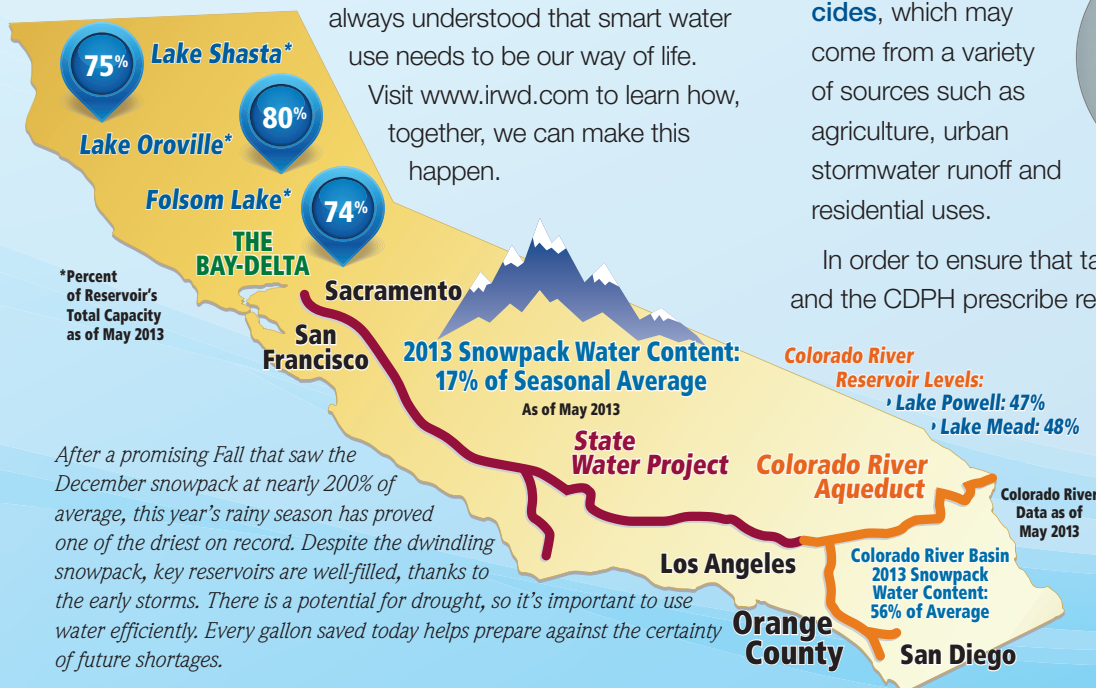 always understood that smart water
use needs to be our way of life.
Visit www.irwd.com to learn how,
together, we can make this
happen.
cides, which may
come from a variety
of sources such as
agriculture, urban
stormwater runoff and
residential uses.
In order to ensure that ta
and the CDPH prescribe re
75%
Lake Shasta*
80%
Lake Oroville*
Folsom Lake*
74%
THE
BAY-DELTA
*Percent
of Reservoir's
Total Capacity
as of May 2013
Sacramento
San
Francisco
2013 Snowpack Water Content:
17% of Seasonal Average
As of May 2013
Colorado River
Reservoir Levels:
• Lake Powell: 47%
• Lake Mead: 48%
State
Water Project
Colorado River
Aqueduct
Colorado River
Data as of
May 2013
After a promising Fall that saw the
December snowpack at nearly 200% of
average, this year's rainy season has proved
one of the driest on record. Despite the dwindling
snowpack, key reservoirs are well-filled, thanks to
the early storms. There is a potential for drought, so it's important to use
water efficiently. Every gallon saved today helps prepare against the certainty
of future shortages.
Los Angeles
Colorado River Basin
2013 Snowpack
Water Content:
56% of Average
Orange
County
San Diego